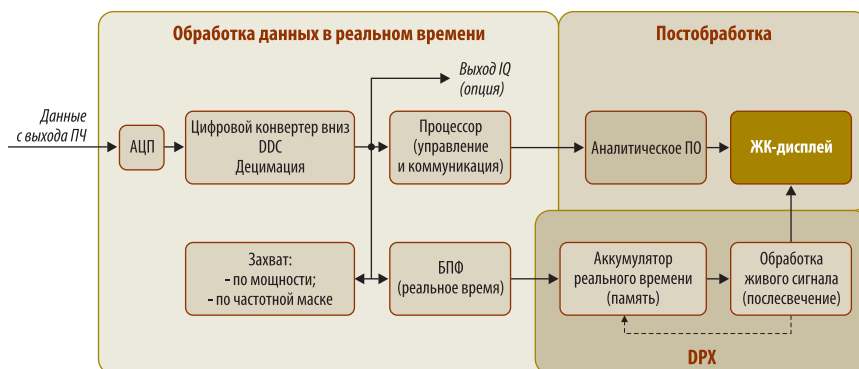 Обработка данных в реальном времени
Постобработка
Выход IQ
(опция)
Данные
с выхода ПЧ
АЦП
Цифровой конвертер вниз
DDC
Децимация
Процессор
(управление
и коммуникация)
Аналитическое ПО
ЖК-дисплей
Захват:
- по мощности;
- по частотной маске
БПФ
(реальное время)
Аккумулятор
реального времени
(память)
Обработка
живого сигнала
(послесвечение)
DPX